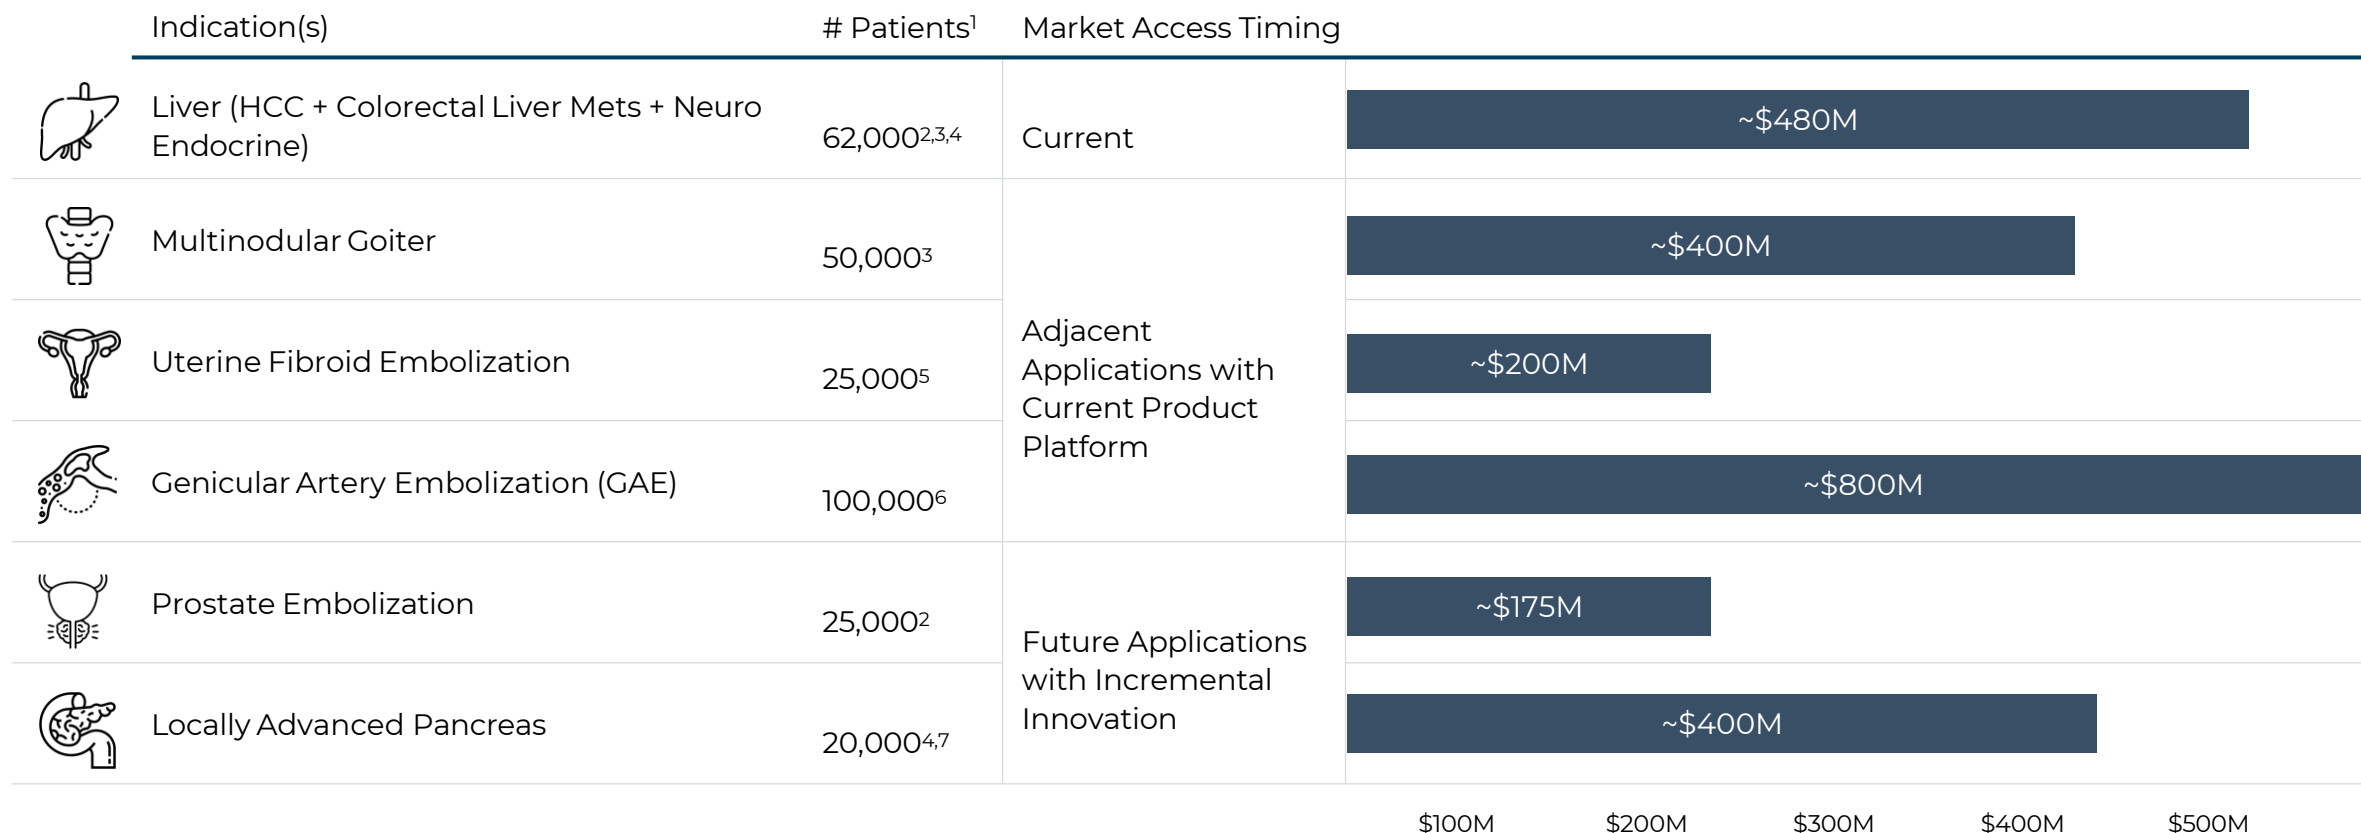 Indication(s)
# Patients¹
Market Access Timing
Liver (HCC + Colorectal Liver Mets + Neuro
Endocrine)
62,000²,³,⁴
Current
~$480M
Multinodular Goiter
50,000³
~$400M
Adjacent
Applications with
Current Product
Platform
Uterine Fibroid Embolization
25,000⁵
~$200M
Genicular Artery Embolization (GAE)
100,000⁶
~$800M
Prostate Embolization
25,000²
~$175M
Future Applications
with Incremental
Innovation
Locally Advanced Pancreas
20,000⁴,⁷
~$400M
$100M
$200M
$300M
$400M
$500M